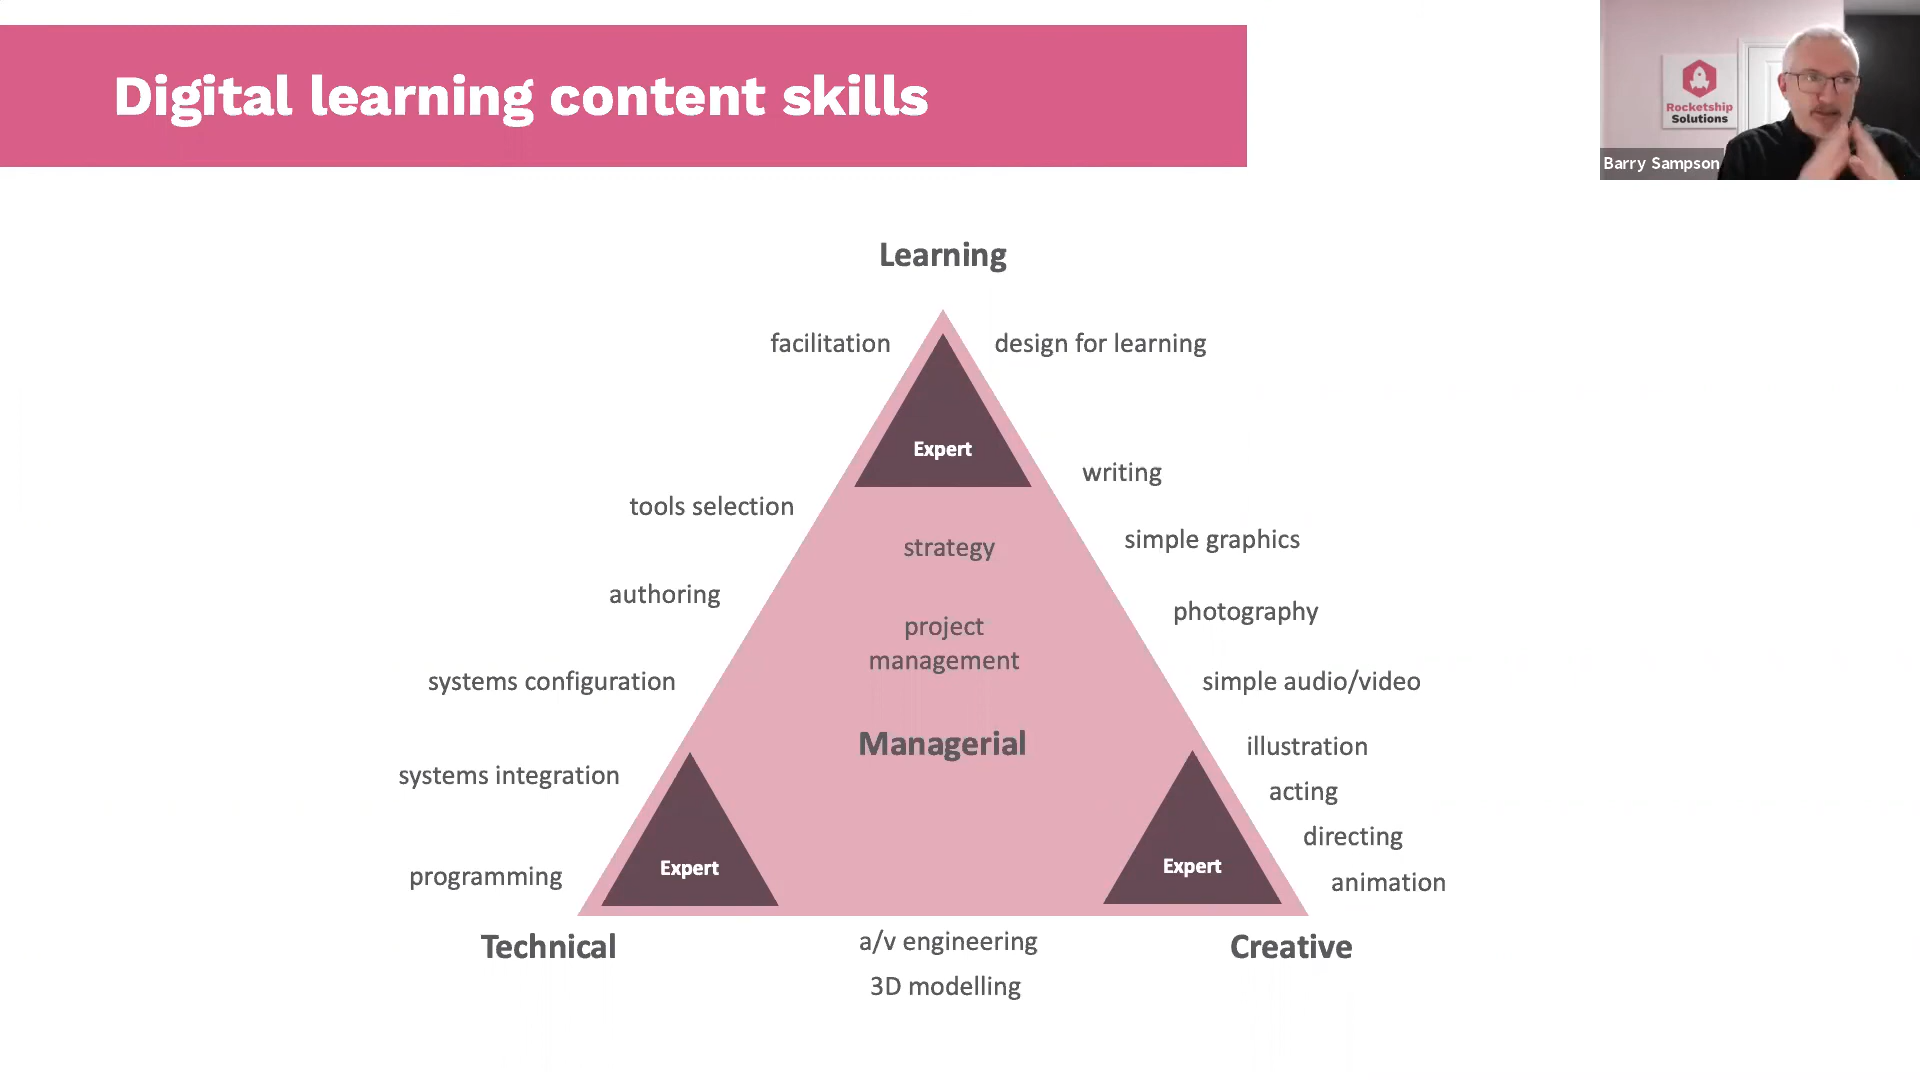 Digital learning content skills
Rocketship
Solutions
Barry Sampson
Learning
facilitation
design for learning
Expert
writing
tools selection
simple graphics
strategy
authoring
photography
project
management
systems configuration
simple audio/video
Managerial
illustration
systems integration
acting
directing
Expert
Expert
programming
animation
Technical
a/v engineering
Creative
3D modelling